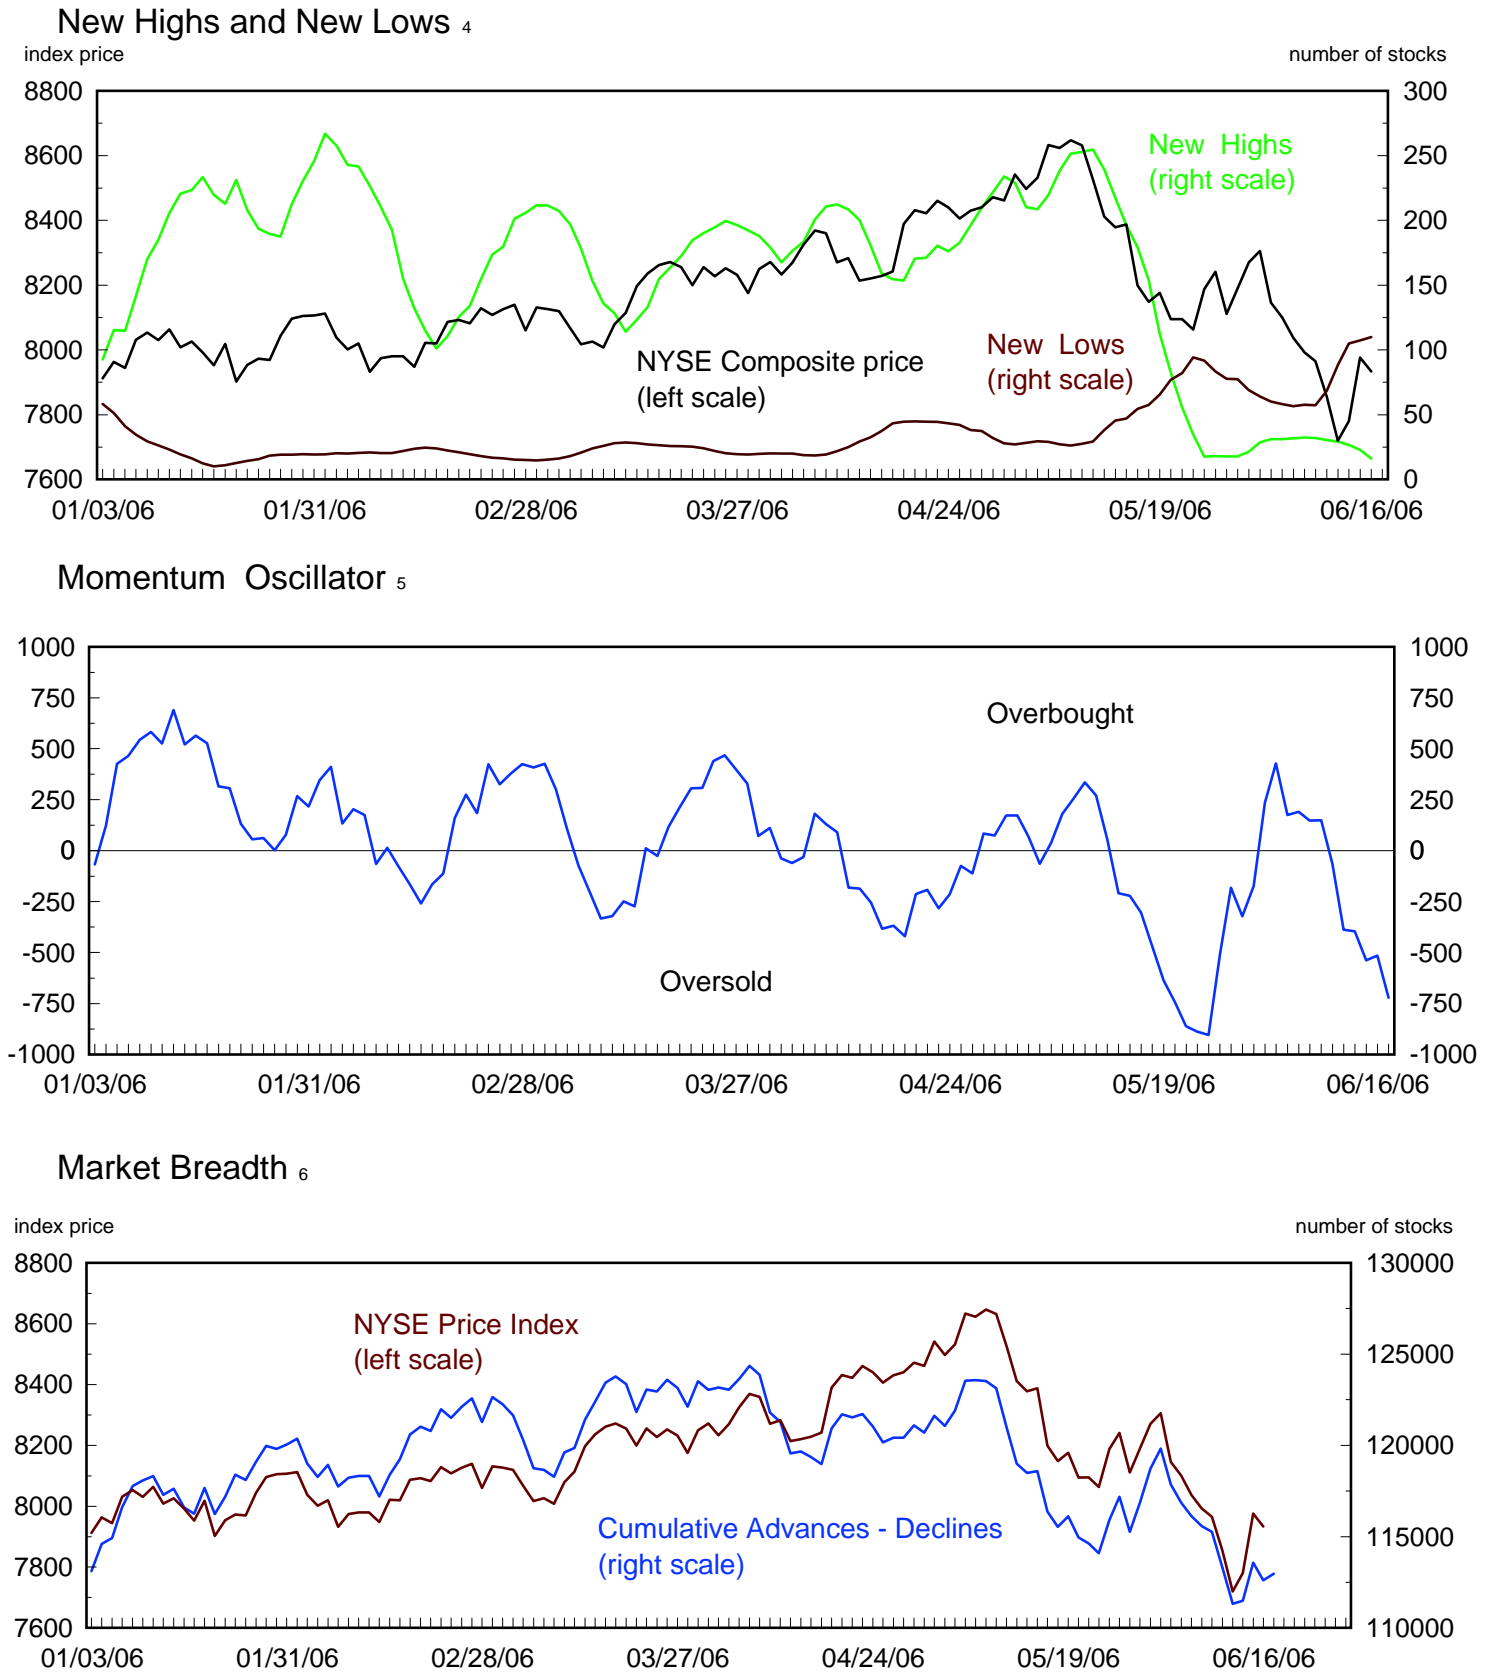 New Highs and New Lows 4
index price number of stocks
8800 300
8600 250
New Highs
(right scale)
8400 200
8200 150
New Lows
(right scale)
8000 100
NYSE Composite price
(left scale)
7800 50
7600 0
01/03/06 01/31/06 02/28/06 03/27/06 04/24/06 05/19/06 06/16/06
Momentum Oscillator 5
1000 1000
750 750
Overbought
500 500
250 250
0 0
-250 -250
-500 -500
Oversold
-750 -750
-1000 -1000
01/03/06 01/31/06 02/28/06 03/27/06 04/24/06 05/19/06 06/16/06
Market Breadth 6
index price number of stocks
8800 130000
8600
NYSE Price Index
(left scale)
125000
8400
8200 120000
8000
Cumulative Advances - Declines
(right scale)
115000
7800
7600 110000
01/03/06 01/31/06 02/28/06 03/27/06 04/24/06 05/19/06 06/16/06